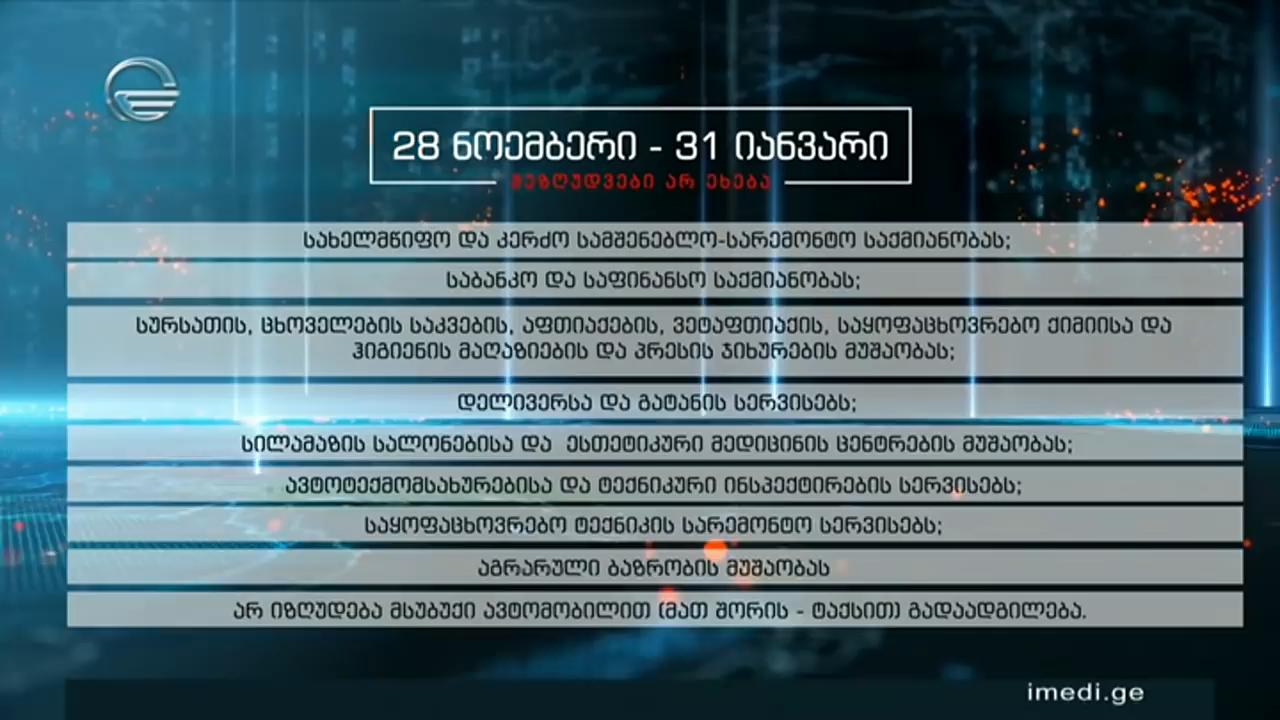 28 ნოემბერი - 31 იანვარი
შეზღუდვები არ ეხება
სახელმწიფო და კერძო სამშენებლო-სარემონტო საქმიანობას;
საბანკო და საფინანსო საქმიანობას;
სურსათის, ცხოველების საკვების, აფთიაქების, ვეტაფთიაქის, საყოფაცხოვრებო ქიმიისა და
ჰიგიენის მაღაზიების და პრესის ჯიხურების მუშაობას;
დელივერსა და გატანის სერვისებს;
სილამაზის სალონებისა და ესთეტიკური მედიცინის ცენტრების მუშაობას;
ავტოტექმომსახურებისა და ტექნიკური ინსპექტირების სერვისებს;
საყოფაცხოვრებო ტექნიკის სარემონტო სერვისებს;
აგრარული ბაზრობის მუშაობას
არ იზღუდება მსუბუქი ავტომობილით (მათ შორის - ტაქსით) გადაადგილება.
imedi.ge